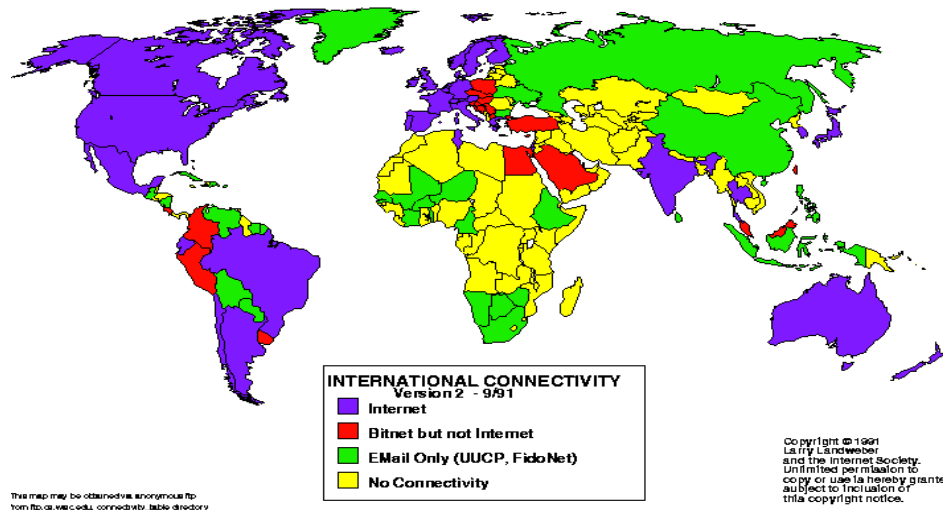 INTERNATIONAL CONNECTIVITY
Version 2 - 9/91
Internet
Bitnet but not Internet
EMail Only (UUCP, FidoNet)
No Connectivity
Copyright © 1991
Larry Landweber
and the Internet Society.
Unlimited permission to
copy or use is hereby grante
subject to inclusion of
this copyright notice.
This map may be obtained via anonymous ftp
from ftp.cs.wisc.edu, connectivity_table directory